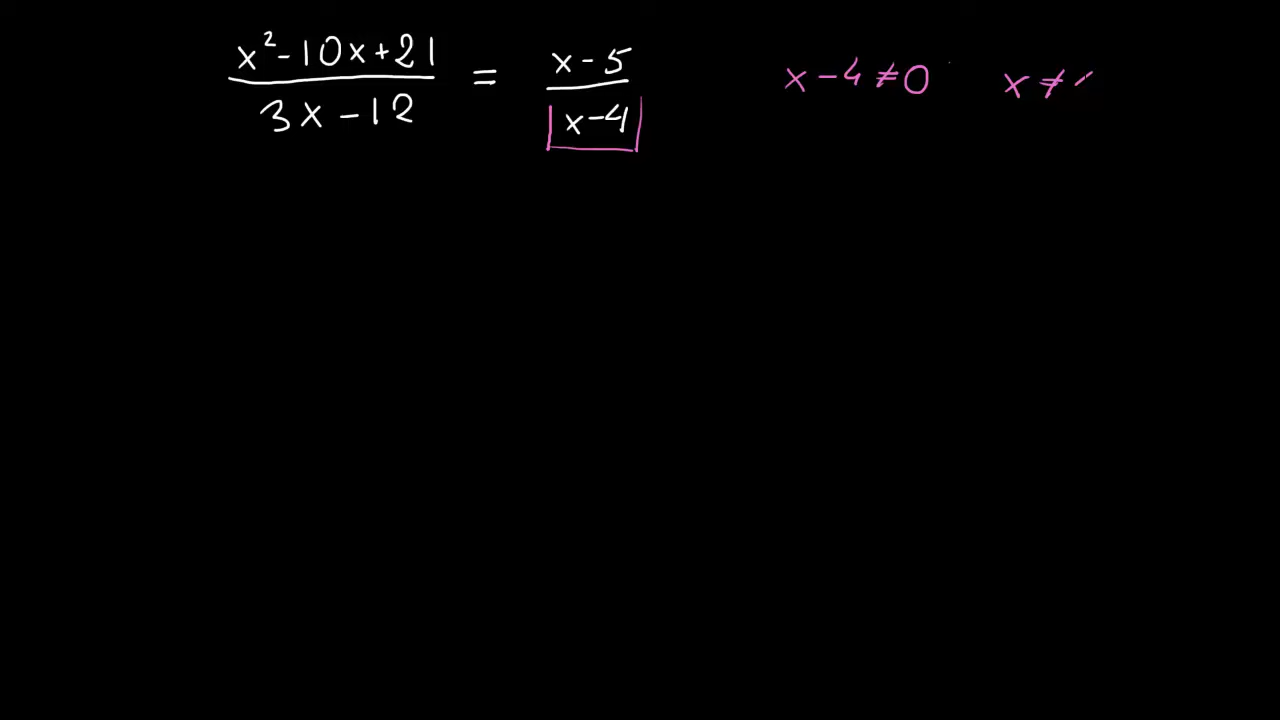 x²-10x+21 / 3x-12 = x-5 / x-4
x-4≠0
x≠